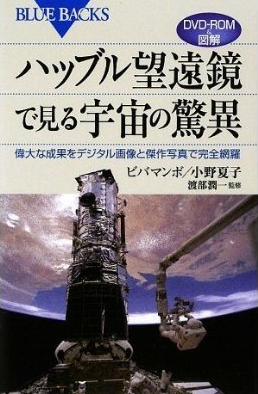 BLUE BACKS
DVD-ROM
図解
ハッブル望遠鏡
で見る宇宙の驚異
偉大な成果をデジタル画像と傑作写真で完全網羅
ビバマンボ/小野夏子
渡部潤一 監修